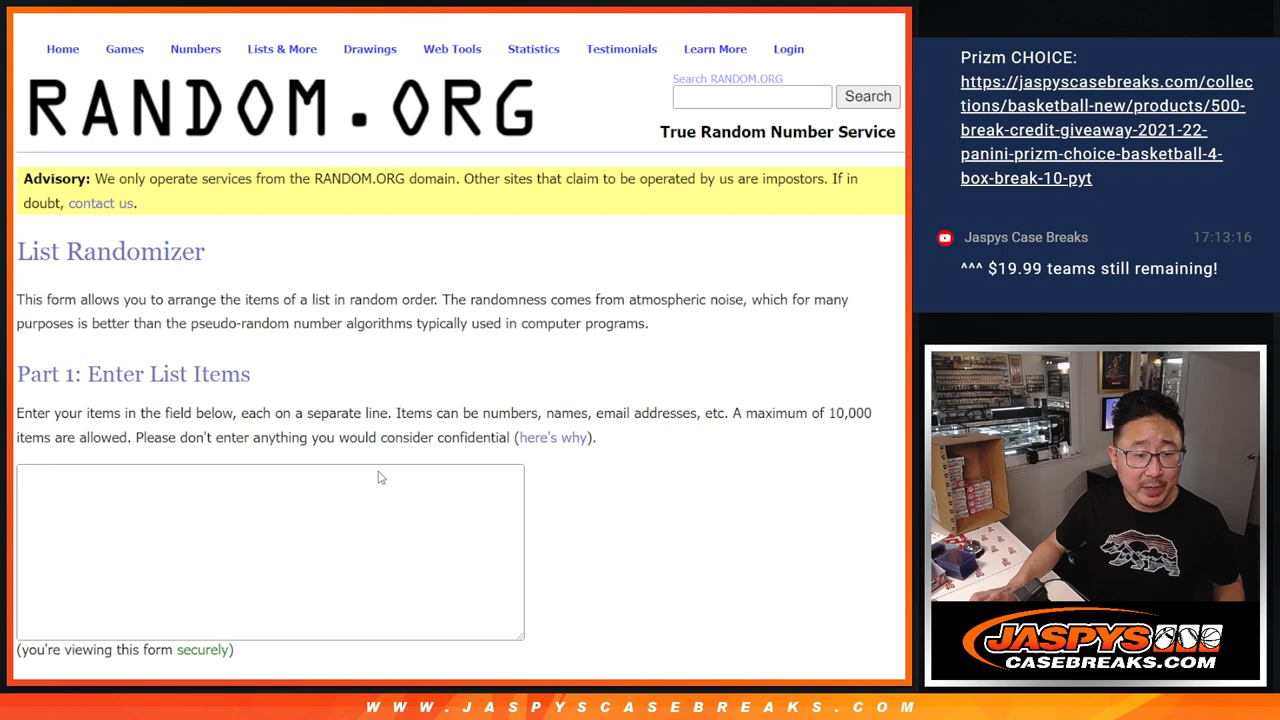 Home Games Numbers Lists & More Drawings Web Tools Statistics Testimonials Learn More Login
RANDOM.ORG
Search RANDOM.ORG
Search
True Random Number Service
Advisory: We only operate services from the RANDOM.ORG domain. Other sites that claim to be operated by us are impostors. If in
doubt, contact us.
List Randomizer
This form allows you to arrange the items of a list in random order. The randomness comes from atmospheric noise, which for many
purposes is better than the pseudo-random number algorithms typically used in computer programs.
Part 1: Enter List Items
Enter your items in the field below, each on a separate line. Items can be numbers, names, email addresses, etc. A maximum of 10,000
items are allowed. Please don't enter anything you would consider confidential (here's why).
(you're viewing this form securely)
Prizm CHOICE:
https://jaspyscasebreaks.com/collec
tions/basketball-new/products/500-
break-credit-giveaway-2021-22-
panini-prizm-choice-basketball-4-
box-break-10-pyt
Jaspys Case Breaks 17:13:16
^^^ $19.99 teams still remaining!
JASPYS
CASEBREAKS.COM
WWW.JASPYSCASEBREAKS.COM